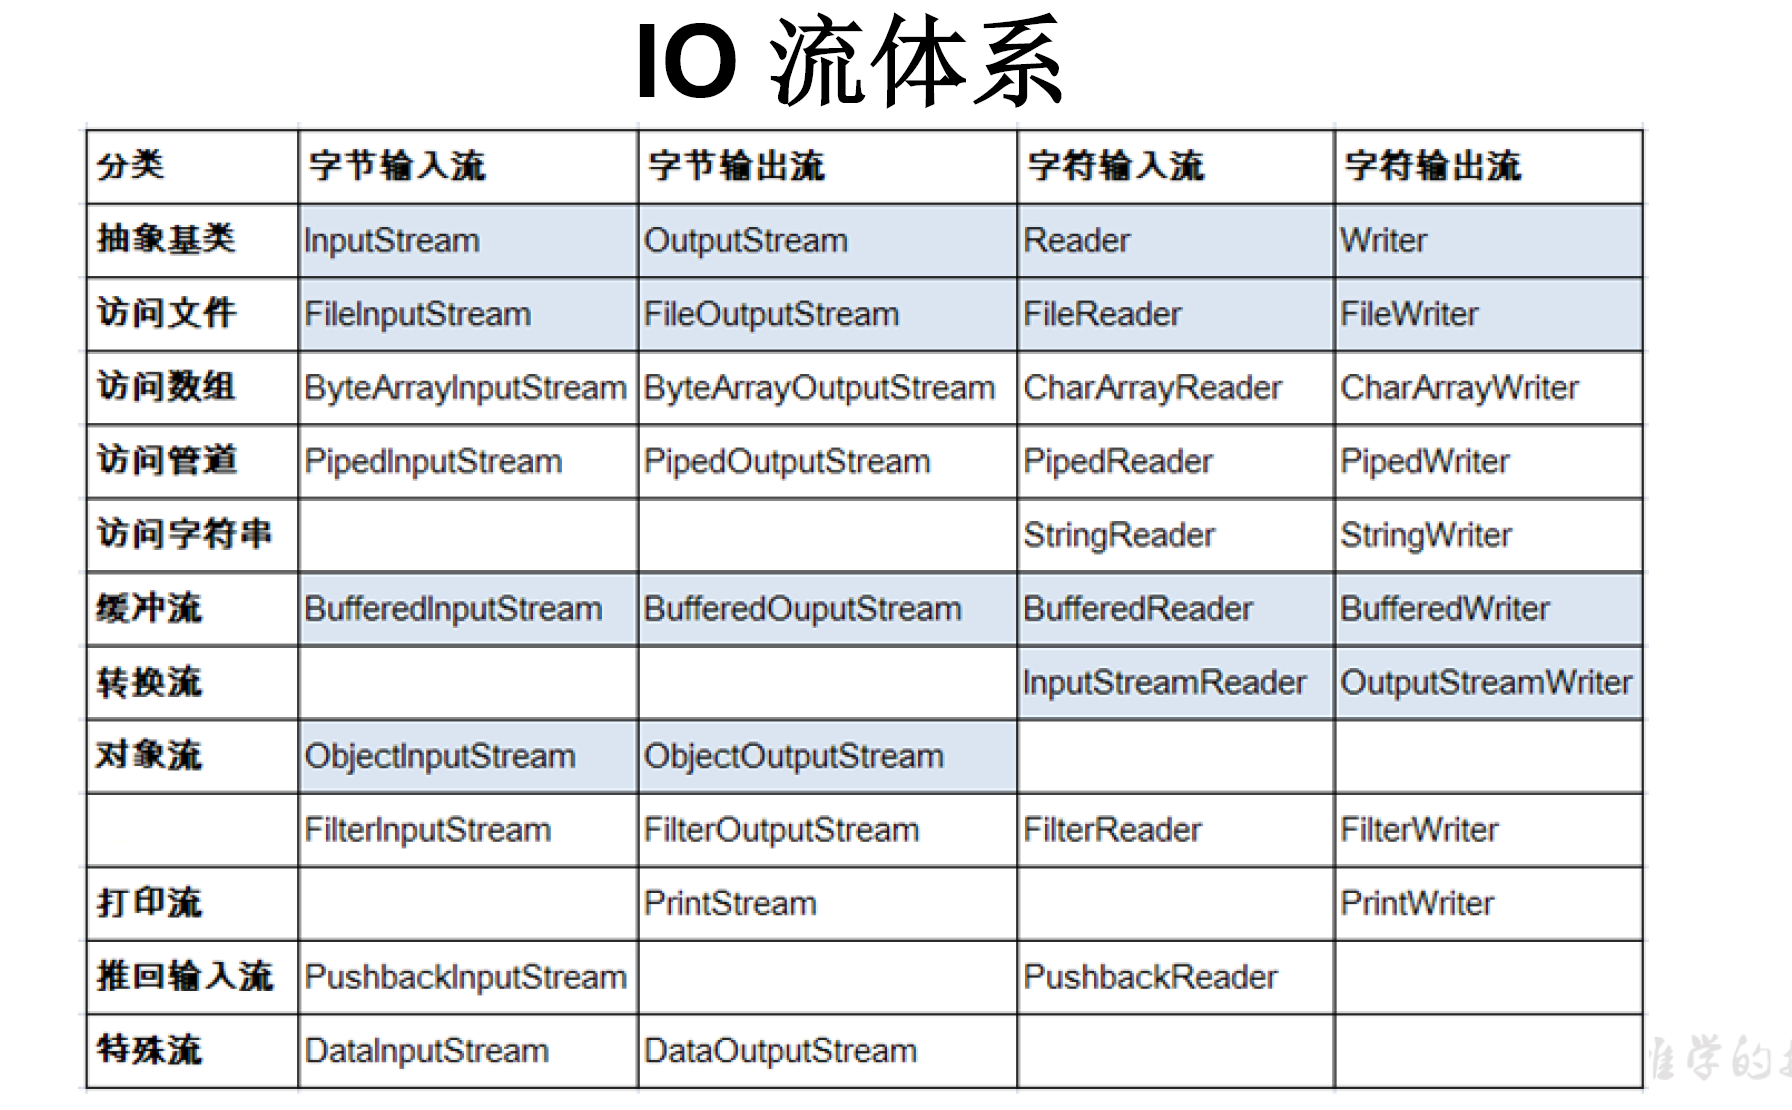 IO 流体系
分类 字节输入流 字节输出流 字符输入流 字符输出流
抽象基类 InputStream OutputStream Reader Writer
访问文件 FileInputStream FileOutputStream FileReader FileWriter
访问数组 ByteArrayInputStream ByteArrayOutputStream CharArrayReader CharArrayWriter
访问管道 PipedInputStream PipedOutputStream PipedReader PipedWriter
访问字符串 StringReader StringWriter
缓冲流 BufferedInputStream BufferedOuputStream BufferedReader BufferedWriter
转换流 InputStreamReader OutputStreamWriter
对象流 ObjectInputStream ObjectOutputStream
FilterInputStream FilterOutputStream FilterReader FilterWriter
打印流 PrintStream PrintWriter
推回输入流 PushbackInputStream PushbackReader
特殊流 DataInputStream DataOutputStream
学的